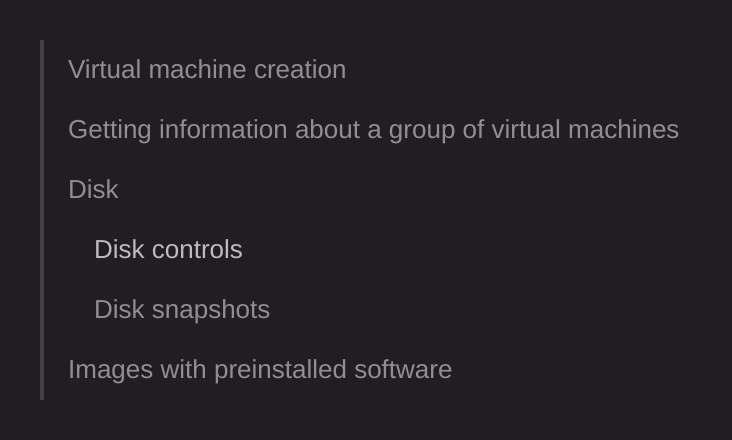 Virtual machine creation
Getting information about a group of virtual machines
Disk
Disk controls
Disk snapshots
Images with preinstalled software